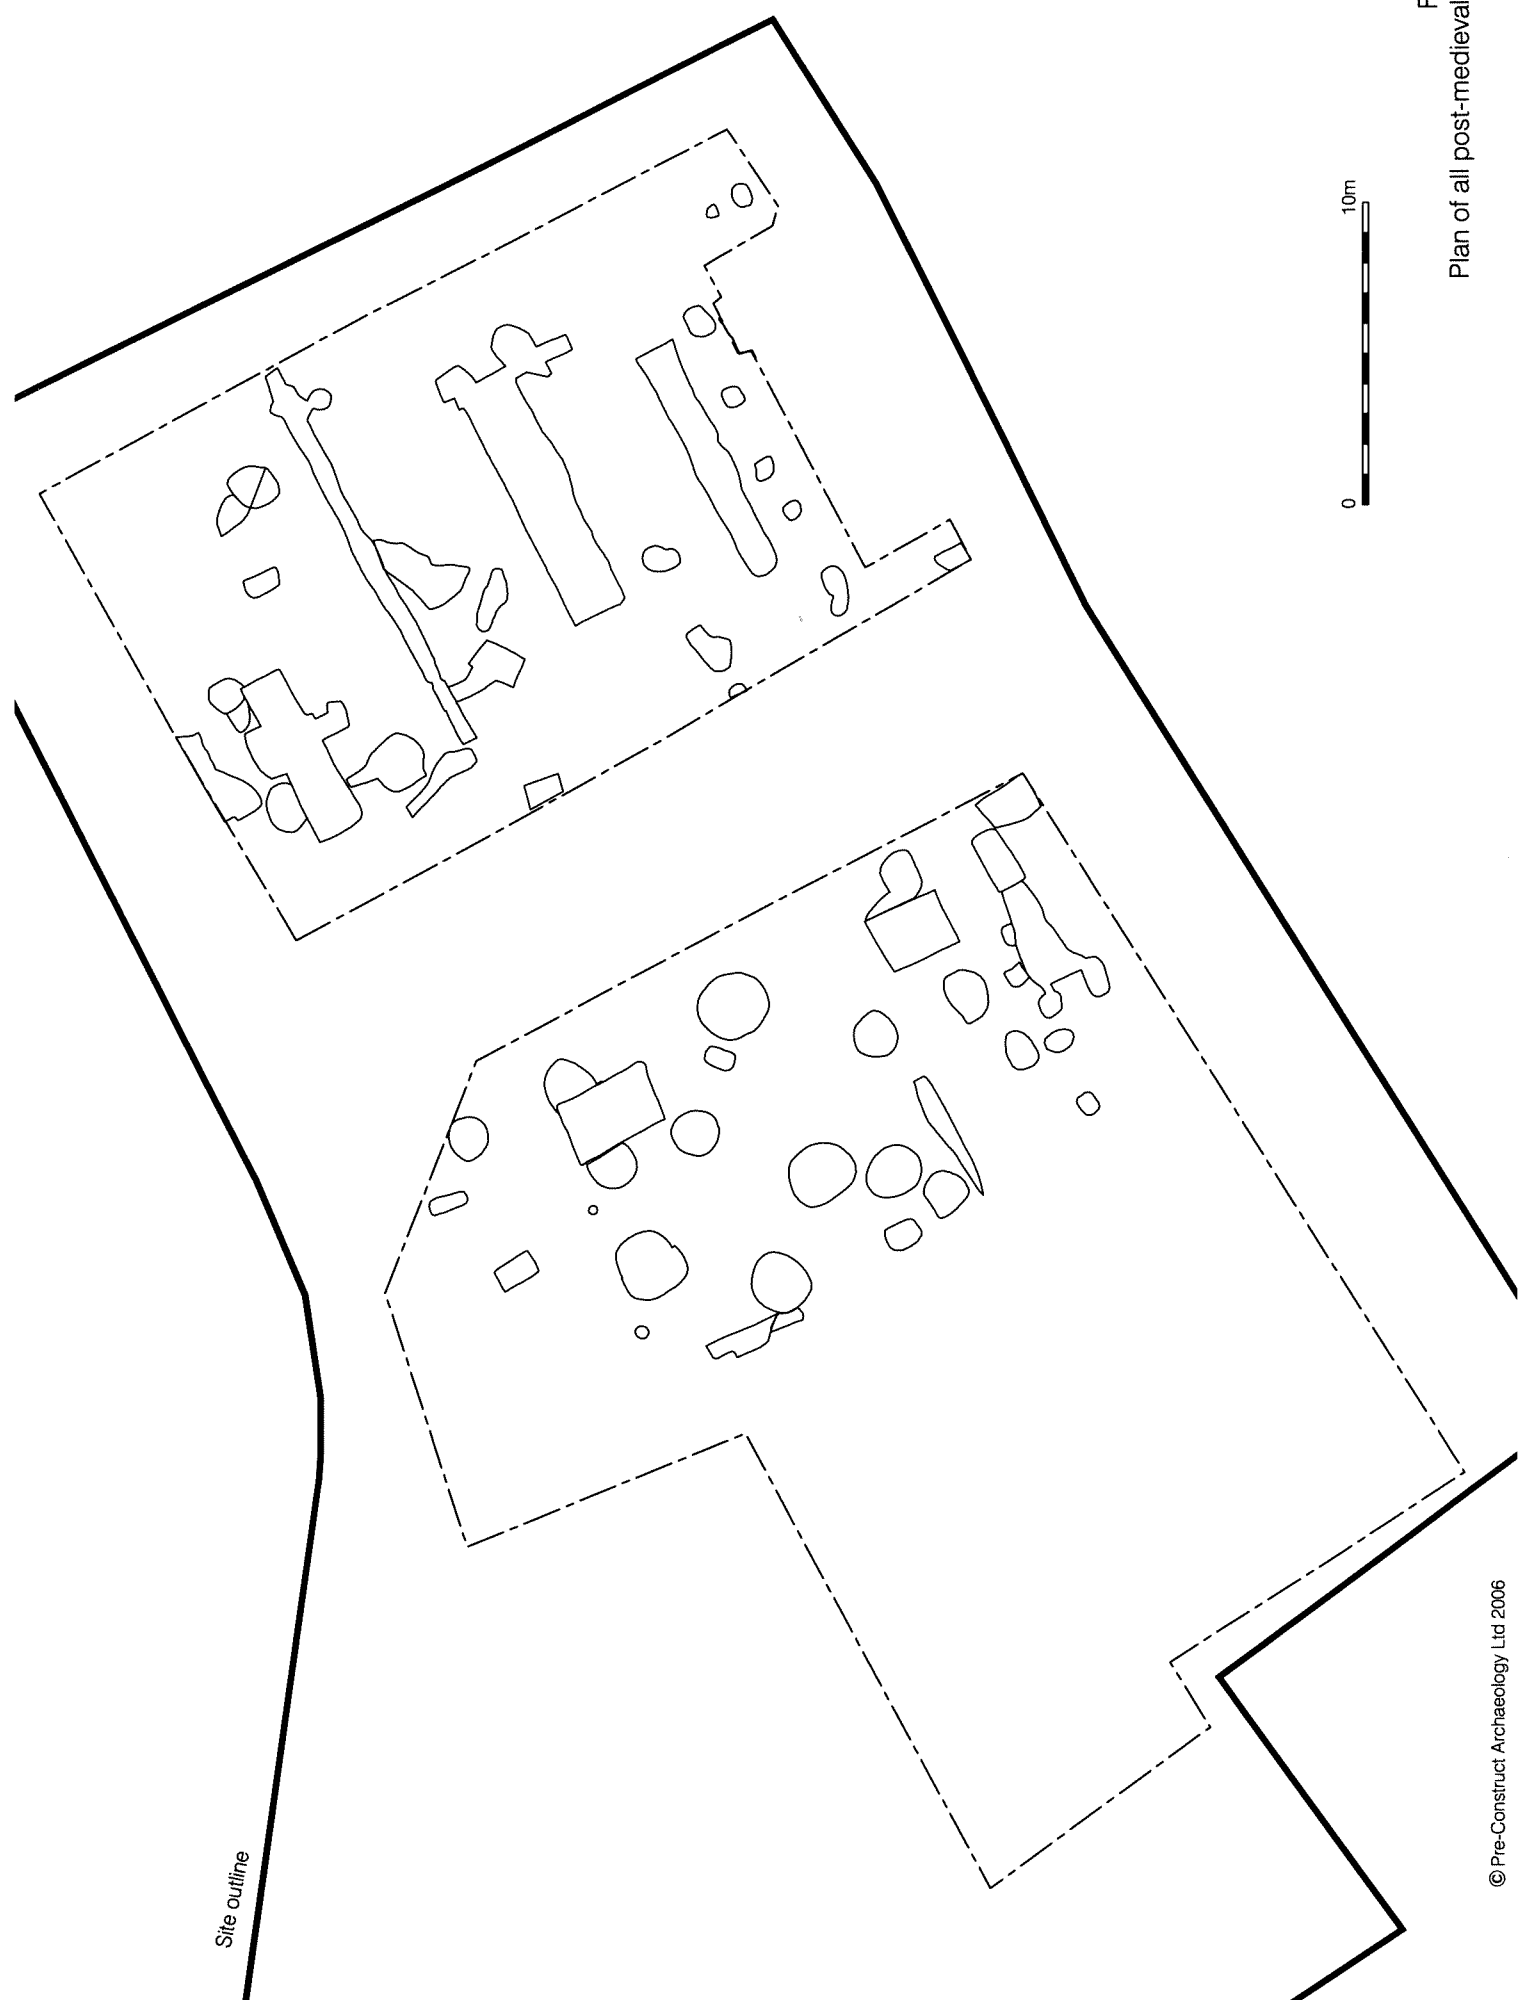 F
Plan of all post-medieval
0 10m
Site outline
© Pre-Construct Archaeology Ltd 2006